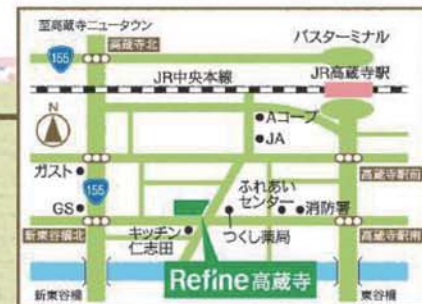 至高蔵寺ニュータウン
バスターミナル
155
高蔵寺北
JR高蔵寺駅
JR中央本線
N
Aコープ
JA
ガスト
高蔵寺駅前
155
ふれあい
センター
GS
消防署
新東谷橋北
キッチン
仁志田
つくし薬局
高蔵寺駅南
Refine高蔵寺
新東谷橋
東谷橋